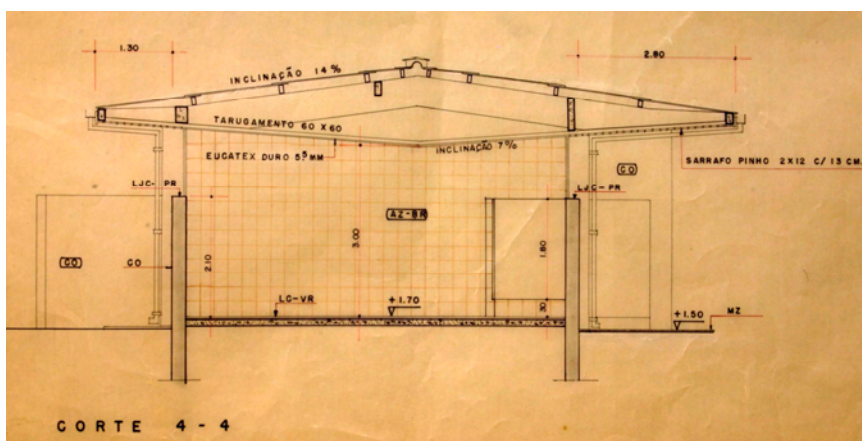 1.30
2.80
INCLINAÇÃO 14%
TARUGAMENTO 60 X 60
EUCATEX DURO 5,5 MM
INCLINAÇÃO 7%
SARRAFO PINHO 2X12 C/ 13 CM
CO
LJC-PR
LJC-PR
AZ-BR
CO
CO
2.10
3.00
1.80
LC-VR
+1.70
30
+1.50
MZ
CORTE 4-4